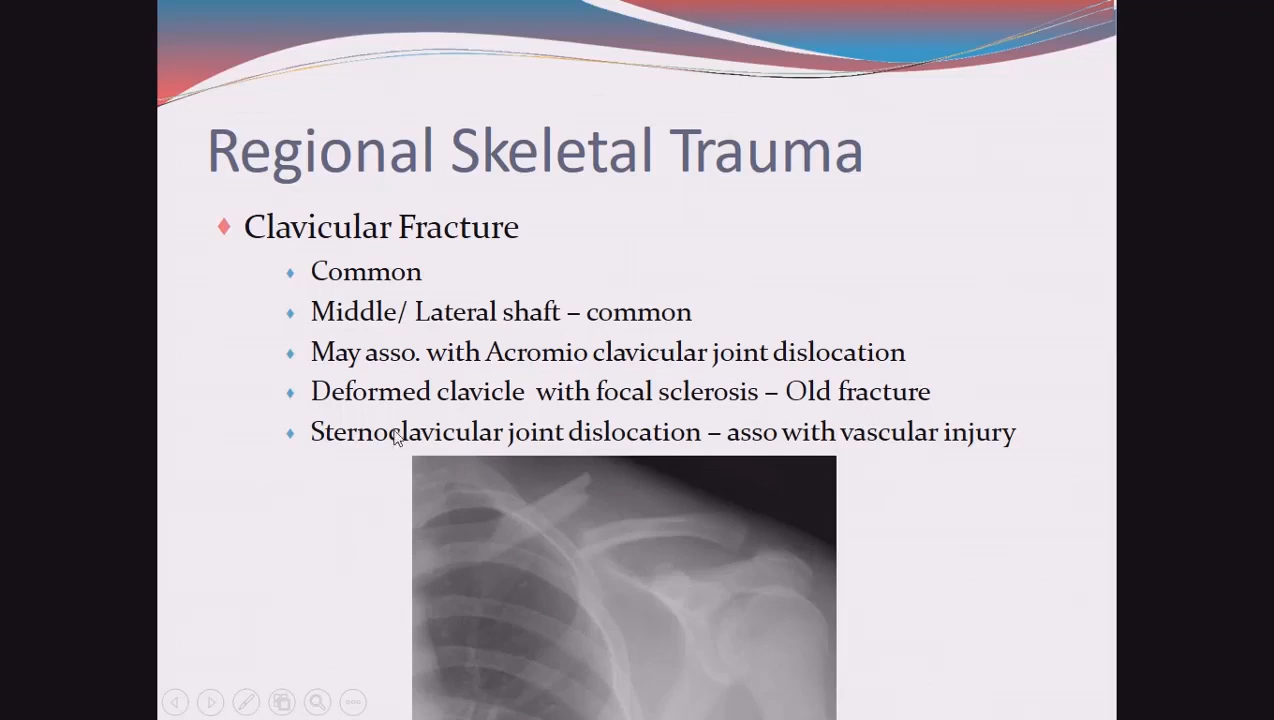 Regional Skeletal Trauma
Clavicular Fracture
Common
Middle/ Lateral shaft – common
May asso. with Acromio clavicular joint dislocation
Deformed clavicle with focal sclerosis – Old fracture
Sternoclavicular joint dislocation – asso with vascular injury